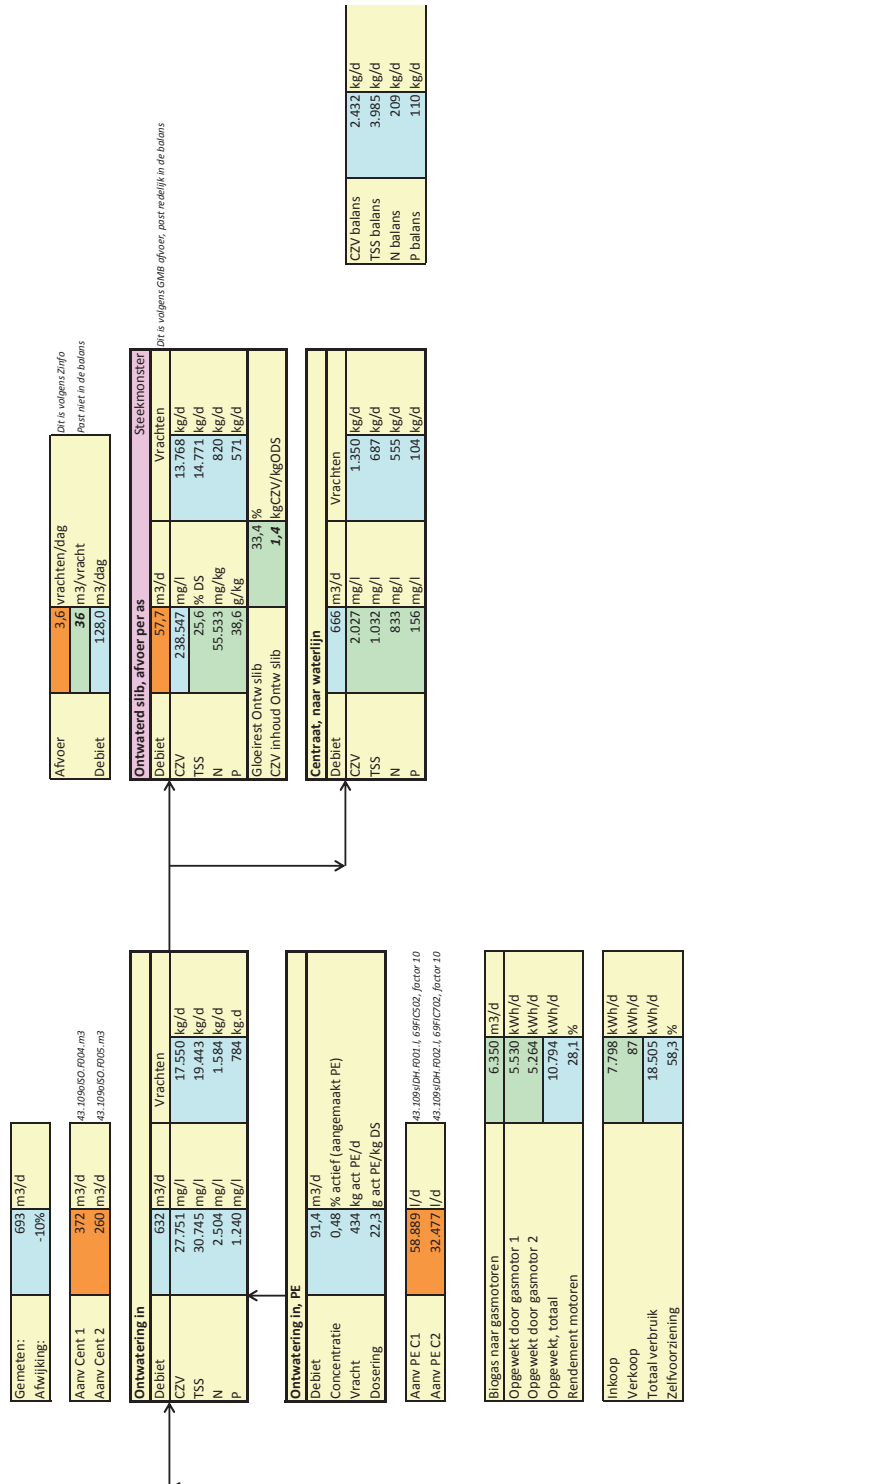 Gemeten: 693 m3/d
Afwijking: -10%
Aanv Cent 1 372 m3/d 43.109olSO.F004.m3
Aanv Cent 2 260 m3/d 43.109olSO.F005.m3
Ontwatering in
Debiet 632 m3/d Vrachten
CZV 27.751 mg/l 17.550 kg/d
TSS 30.745 mg/l 19.443 kg/d
N 2.504 mg/l 1.584 kg/d
P 1.240 mg/l 784 kg.d
Ontwatering in, PE
Debiet 91,4 m3/d
Concentratie 0,48 % actief (aangemaakt PE)
Vracht 434 kg act PE/d
Dosering 22,3 g act PE/kg DS
Aanv PE C1 58.889 l/d 43.109slDH.F001.l, 69FIC502, factor 10
Aanv PE C2 32.477 l/d 43.109slDH.F002.l, 69FIC702, factor 10
Biogas naar gasmotoren 6.350 m3/d
Opgewekt door gasmotor 1 5.530 kWh/d
Opgewekt door gasmotor 2 5.264 kWh/d
Opgewekt, totaal 10.794 kWh/d
Rendement motoren 28,1 %
Inkoop 7.798 kWh/d
Verkoop 87 kWh/d
Totaal verbruik 18.505 kWh/d
Zelfvoorziening 58,3 %
Afvoer 3,6 vrachten/dag Dit is volgens Zinfo
36 m3/vracht Past niet in de balans
Debiet 128,0 m3/dag
Ontwaterd slib, afvoer per as Steekmonster
Debiet 57,7 m3/d Vrachten Dit is volgens GMB afvoer, past redelijk in de balans
CZV 238.547 mg/l 13.768 kg/d
TSS 25,6 % DS 14.771 kg/d
N 55.533 mg/kg 820 kg/d
P 38,6 g/kg 571 kg/d
Gloeirest Ontw slib 33,4 %
CZV inhoud Ontw slib 1,4 kgCZV/kgODS
Centraat, naar waterlijn
Debiet 666 m3/d Vrachten
CZV 2.027 mg/l 1.350 kg/d
TSS 1.032 mg/l 687 kg/d
N 833 mg/l 555 kg/d
P 156 mg/l 104 kg/d
CZV balans 2.432 kg/d
TSS balans 3.985 kg/d
N balans 209 kg/d
P balans 110 kg/d